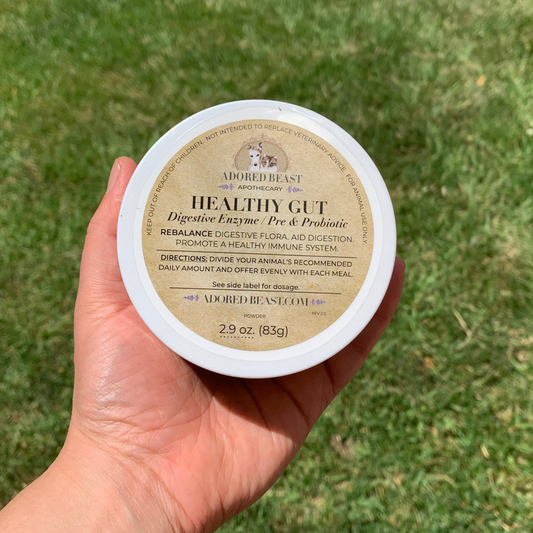 KEEP OUT OF REACH OF CHILDREN. NOT INTENDED TO REPLACE VETERINARY ADVICE. FOR ANIMAL USE ONLY.
ADORED BEAST
APOTHECARY
HEALTHY GUT
Digestive Enzyme / Pre & Probiotic
REBALANCE DIGESTIVE FLORA. AID DIGESTION.
PROMOTE A HEALTHY IMMUNE SYSTEM.
DIRECTIONS: DIVIDE YOUR ANIMAL'S RECOMMENDED
DAILY AMOUNT AND OFFER EVENLY WITH EACH MEAL.
See side label for dosage.
ADORED BEAST.COM
POWDER
2.9 oz. (83g)